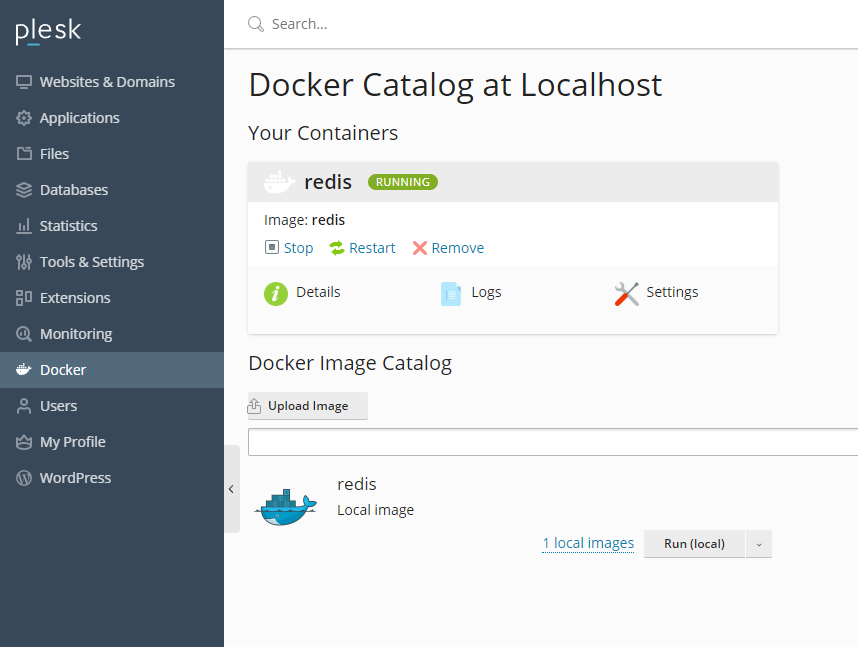 plesk
Search...
Websites & Domains
Applications
Files
Databases
Statistics
Tools & Settings
Extensions
Monitoring
Docker
Users
My Profile
WordPress
Docker Catalog at Localhost
Your Containers
redis RUNNING
Image: redis
Stop Restart Remove
Details Logs Settings
Docker Image Catalog
Upload Image
redis
Local image
1 local images Run (local)